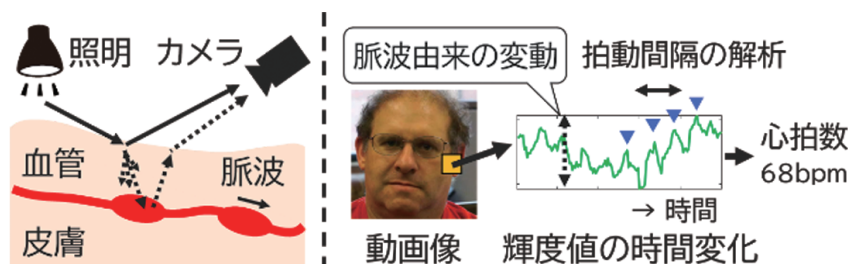 照明
カメラ
血管
脈波
皮膚
脈波由来の変動
拍動間隔の解析
心拍数
68bpm
→ 時間
動画像
輝度値の時間変化